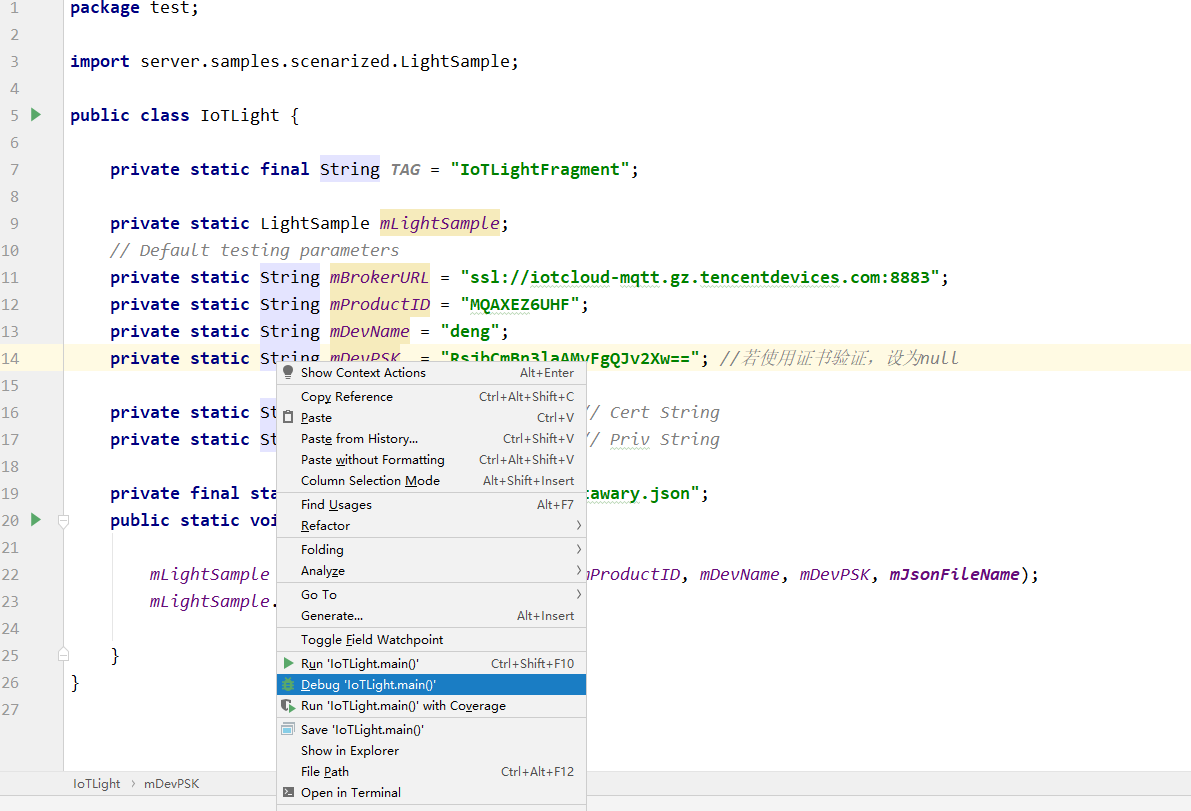 1 package test;
2
3 import server.samples.scenarized.LightSample;
4
5 public class IoTLight {
6
7 private static final String TAG = "IoTLightFragment";
8
9 private static LightSample mLightSample;
10 // Default testing parameters
11 private static String mBrokerURL = "ssl://iotcloud-mqtt.gz.tencentdevices.com:8883";
12 private static String mProductID = "MQAXEZ6UHF";
13 private static String mDevName = "deng";
14 private static String mDevPSK = //若使用证书验证，设为null
Show Context Actions Alt+Enter
15
Copy Reference Ctrl+Alt+Shift+C
16 private static St // Cert String
Paste Ctrl+V
17 private static St // Priv String
Paste from History... Ctrl+Shift+V
Paste without Formatting Ctrl+Alt+Shift+V
18
Column Selection Mode Alt+Shift+Insert
19 private final sta tawary.json";
Find Usages Alt+F7
20 public static voi
Refactor
21
Folding
22 mLightSample mProductID, mDevName, mDevPSK, mJsonFileName);
Analyze
23 mLightSample.
Go To
Generate... Alt+Insert
24
Toggle Field Watchpoint
25 }
Run 'IoTLight.main()' Ctrl+Shift+F10
26 }
Debug 'IoTLight.main()'
27
Run 'IoTLight.main()' with Coverage
Save 'IoTLight.main()'
Show in Explorer
File Path Ctrl+Alt+F12
IoTLight › mDevPSK
Open in Terminal